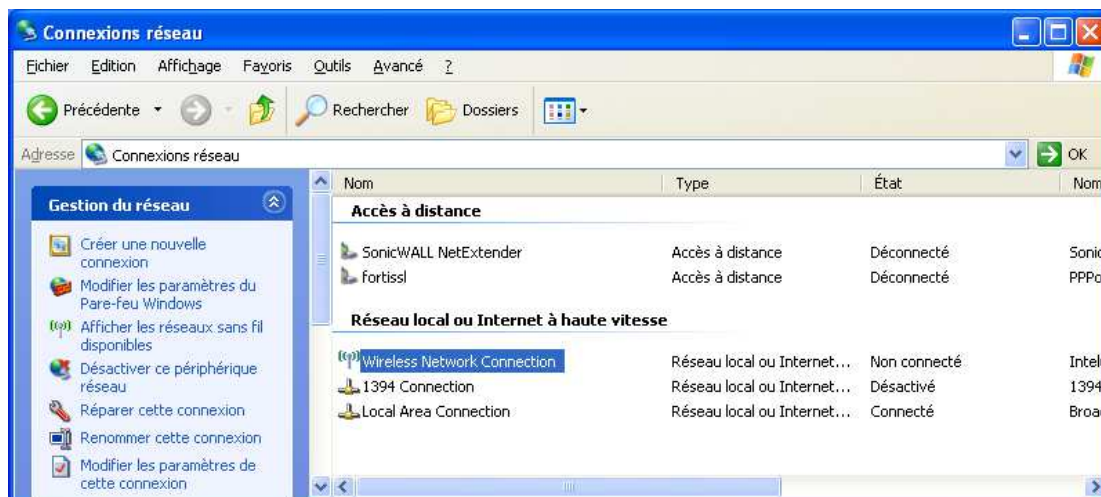 Connexions réseau
Fichier Edition Affichage Favoris Outils Avancé ?
Précédente Rechercher Dossiers
Adresse Connexions réseau OK
Gestion du réseau
Créer une nouvelle
connexion
Modifier les paramètres du
Pare-feu Windows
Afficher les réseaux sans fil
disponibles
Désactiver ce périphérique
réseau
Réparer cette connexion
Renommer cette connexion
Modifier les paramètres de
cette connexion
Nom Type État Nom
Accès à distance
SonicWALL NetExtender Accès à distance Déconnecté Sonic
fortissl Accès à distance Déconnecté PPPo
Réseau local ou Internet à haute vitesse
Wireless Network Connection Réseau local ou Internet... Non connecté Intel
1394 Connection Réseau local ou Internet... Désactivé 1394
Local Area Connection Réseau local ou Internet... Connecté Broa